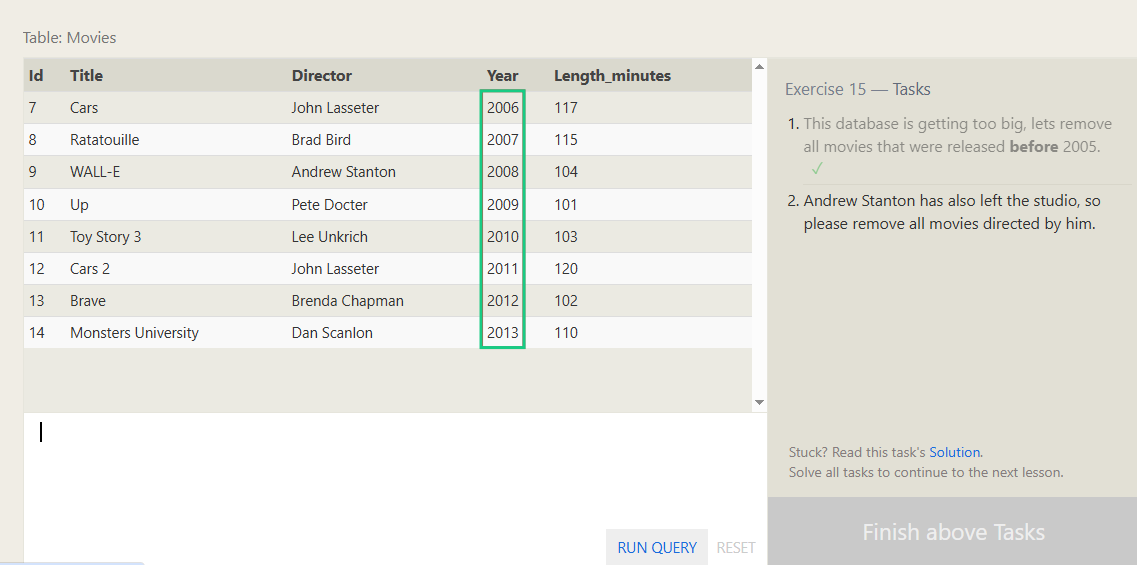 Table: Movies
Id Title Director Year Length_minutes
7 Cars John Lasseter 2006 117
8 Ratatouille Brad Bird 2007 115
9 WALL-E Andrew Stanton 2008 104
10 Up Pete Docter 2009 101
11 Toy Story 3 Lee Unkrich 2010 103
12 Cars 2 John Lasseter 2011 120
13 Brave Brenda Chapman 2012 102
14 Monsters University Dan Scanlon 2013 110
RUN QUERY RESET
Exercise 15 — Tasks
1. This database is getting too big, lets remove
all movies that were released before 2005.
✓
2. Andrew Stanton has also left the studio, so
please remove all movies directed by him.
Stuck? Read this task's Solution.
Solve all tasks to continue to the next lesson.
Finish above Tasks